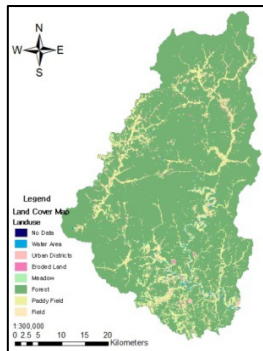 N
W E
S
Legend
Land Cover Map
Landuse
No Data
Water Area
Urban Districts
Eroded Land
Meadow
Forest
Paddy Field
Field
1:300,000
0 2.5 5 10 15 20
Kilometers